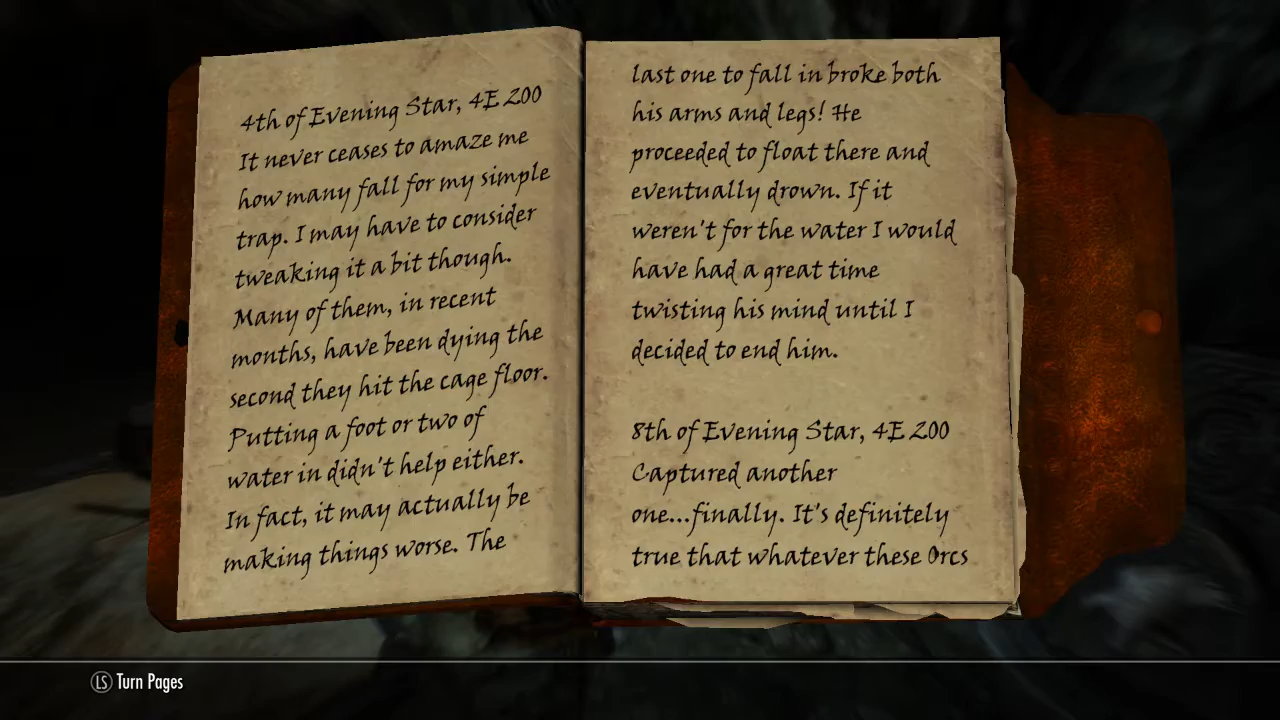 4th of Evening Star, 4E 200
It never ceases to amaze me
how many fall for my simple
trap. I may have to consider
tweaking it a bit though.
Many of them, in recent
months, have been dying the
second they hit the cage floor.
Putting a foot or two of
water in didn't help either.
In fact, it may actually be
making things worse. The
last one to fall in broke both
his arms and legs! He
proceeded to float there and
eventually drown. If it
weren't for the water I would
have had a great time
twisting his mind until I
decided to end him.
8th of Evening Star, 4E 200
Captured another
one...finally. It's definitely
true that whatever these Orcs
LS Turn Pages